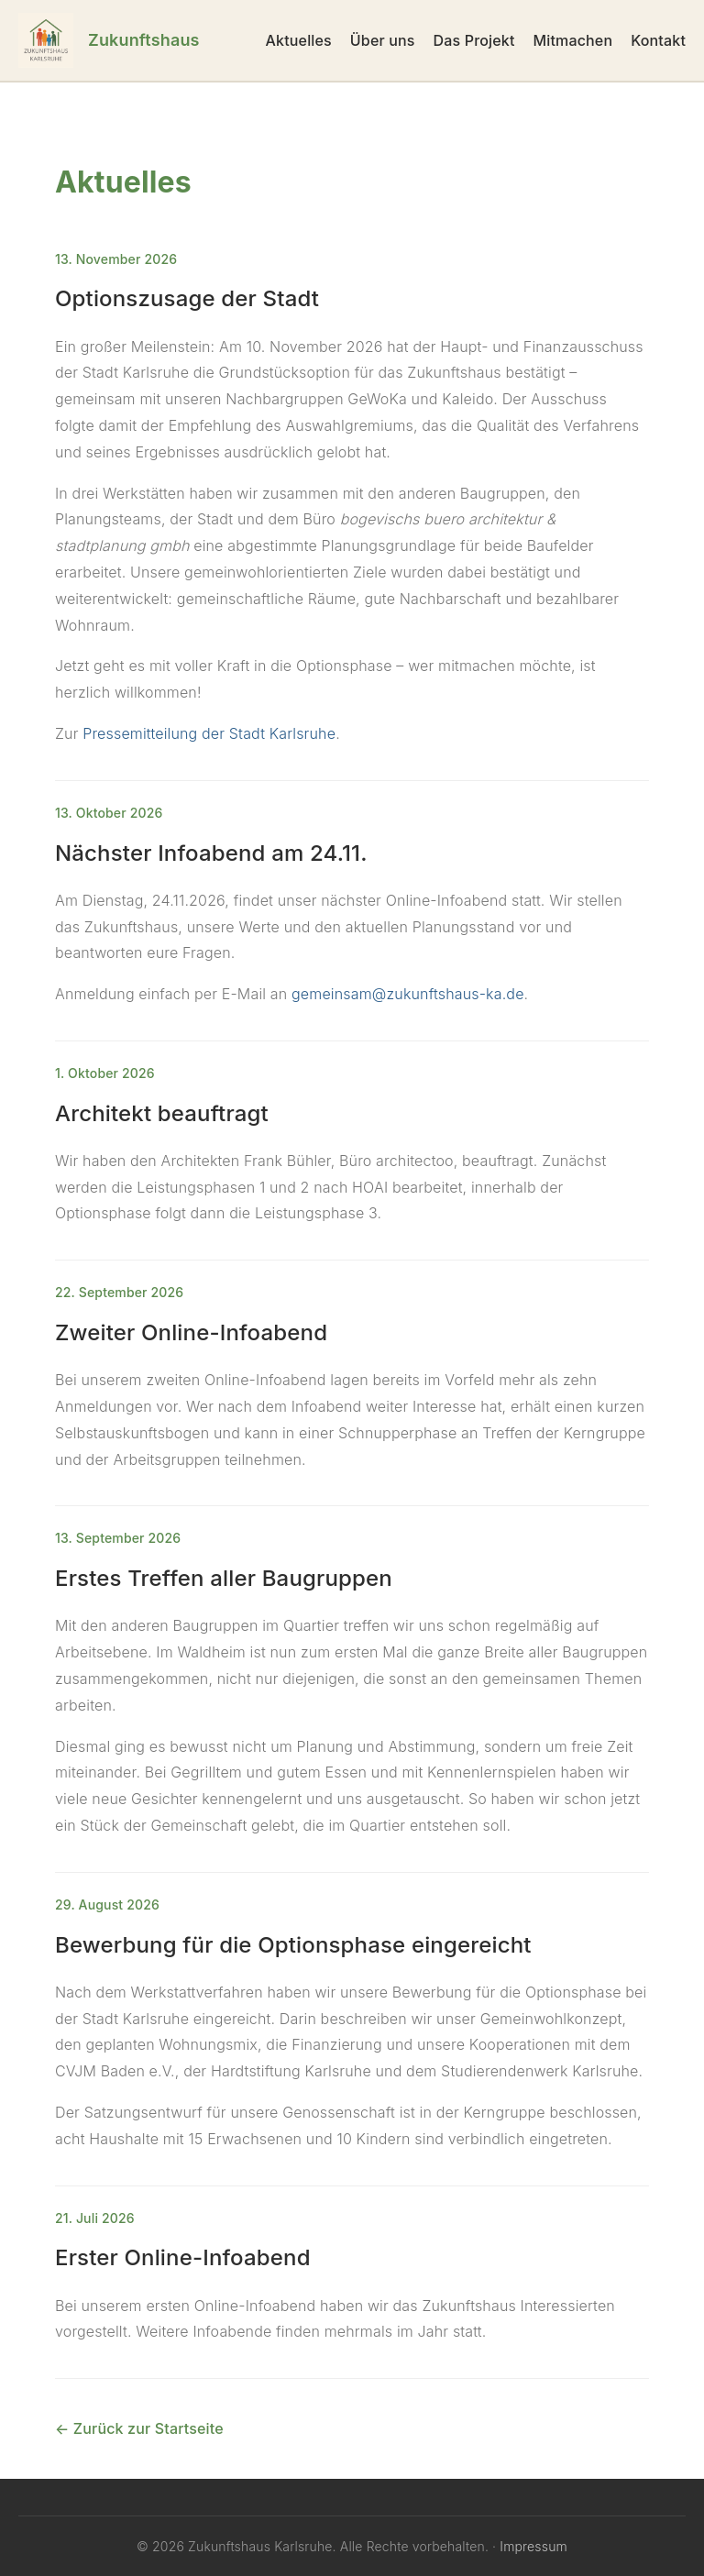 ZUKUNFTSHAUS
KARLSRUHE
Zukunftshaus
Aktuelles
Über uns
Das Projekt
Mitmachen
Kontakt
Aktuelles
13. November 2026
Optionszusage der Stadt
Ein großer Meilenstein: Am 10. November 2026 hat der Haupt- und Finanzausschuss
der Stadt Karlsruhe die Grundstücksoption für das Zukunftshaus bestätigt –
gemeinsam mit unseren Nachbargruppen GeWoKa und Kaleido. Der Ausschuss
folgte damit der Empfehlung des Auswahlgremiums, das die Qualität des Verfahrens
und seines Ergebnisses ausdrücklich gelobt hat.
In drei Werkstätten haben wir zusammen mit den anderen Baugruppen, den
Planungsteams, der Stadt und dem Büro bogevischs buero architektur &
stadtplanung gmbh eine abgestimmte Planungsgrundlage für beide Baufelder
erarbeitet. Unsere gemeinwohlorientierten Ziele wurden dabei bestätigt und
weiterentwickelt: gemeinschaftliche Räume, gute Nachbarschaft und bezahlbarer
Wohnraum.
Jetzt geht es mit voller Kraft in die Optionsphase – wer mitmachen möchte, ist
herzlich willkommen!
Zur Pressemitteilung der Stadt Karlsruhe.
13. Oktober 2026
Nächster Infoabend am 24.11.
Am Dienstag, 24.11.2026, findet unser nächster Online-Infoabend statt. Wir stellen
das Zukunftshaus, unsere Werte und den aktuellen Planungsstand vor und
beantworten eure Fragen.
Anmeldung einfach per E-Mail an gemeinsam@zukunftshaus-ka.de.
1. Oktober 2026
Architekt beauftragt
Wir haben den Architekten Frank Bühler, Büro architectoo, beauftragt. Zunächst
werden die Leistungsphasen 1 und 2 nach HOAI bearbeitet, innerhalb der
Optionsphase folgt dann die Leistungsphase 3.
22. September 2026
Zweiter Online-Infoabend
Bei unserem zweiten Online-Infoabend lagen bereits im Vorfeld mehr als zehn
Anmeldungen vor. Wer nach dem Infoabend weiter Interesse hat, erhält einen kurzen
Selbstauskunftsbogen und kann in einer Schnupperphase an Treffen der Kerngruppe
und der Arbeitsgruppen teilnehmen.
13. September 2026
Erstes Treffen aller Baugruppen
Mit den anderen Baugruppen im Quartier treffen wir uns schon regelmäßig auf
Arbeitsebene. Im Waldheim ist nun zum ersten Mal die ganze Breite aller Baugruppen
zusammengekommen, nicht nur diejenigen, die sonst an den gemeinsamen Themen
arbeiten.
Diesmal ging es bewusst nicht um Planung und Abstimmung, sondern um freie Zeit
miteinander. Bei Gegrilltem und gutem Essen und mit Kennenlernspielen haben wir
viele neue Gesichter kennengelernt und uns ausgetauscht. So haben wir schon jetzt
ein Stück der Gemeinschaft gelebt, die im Quartier entstehen soll.
29. August 2026
Bewerbung für die Optionsphase eingereicht
Nach dem Werkstattverfahren haben wir unsere Bewerbung für die Optionsphase bei
der Stadt Karlsruhe eingereicht. Darin beschreiben wir unser Gemeinwohlkonzept,
den geplanten Wohnungsmix, die Finanzierung und unsere Kooperationen mit dem
CVJM Baden e.V., der Hardtstiftung Karlsruhe und dem Studierendenwerk Karlsruhe.
Der Satzungsentwurf für unsere Genossenschaft ist in der Kerngruppe beschlossen,
acht Haushalte mit 15 Erwachsenen und 10 Kindern sind verbindlich eingetreten.
21. Juli 2026
Erster Online-Infoabend
Bei unserem ersten Online-Infoabend haben wir das Zukunftshaus Interessierten
vorgestellt. Weitere Infoabende finden mehrmals im Jahr statt.
← Zurück zur Startseite
© 2026 Zukunftshaus Karlsruhe. Alle Rechte vorbehalten. · Impressum